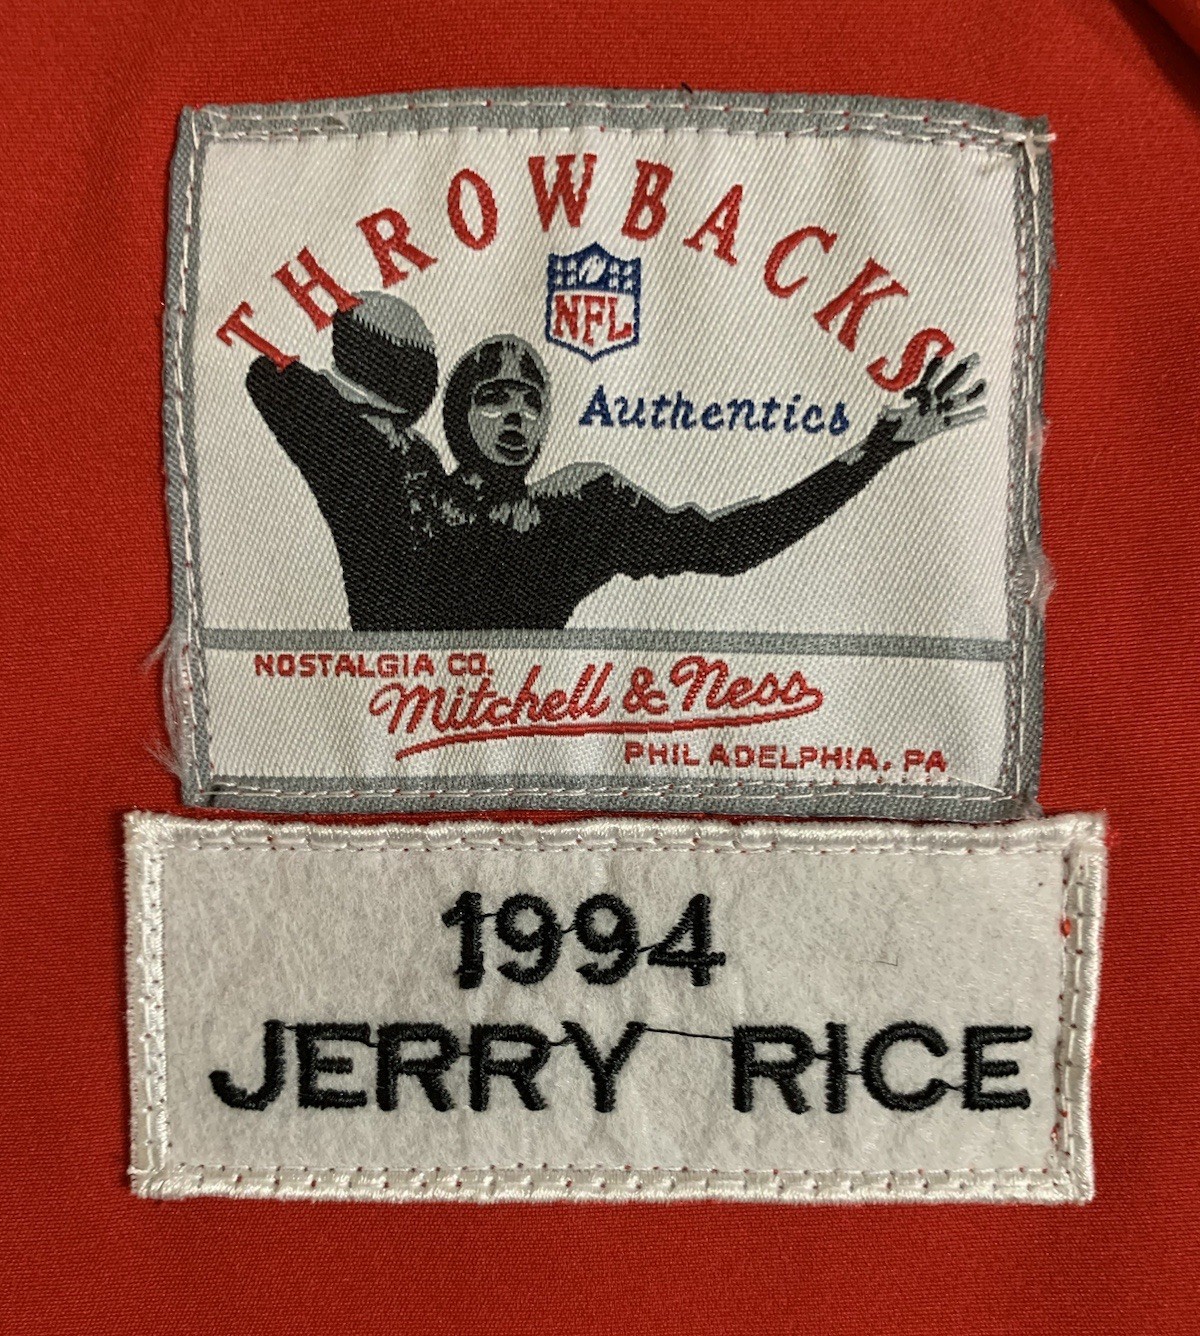 THROWBACKS
NFL
Authentics
NOSTALGIA CO.
Mitchell & Ness
PHILADELPHIA, PA
1994
JERRY RICE